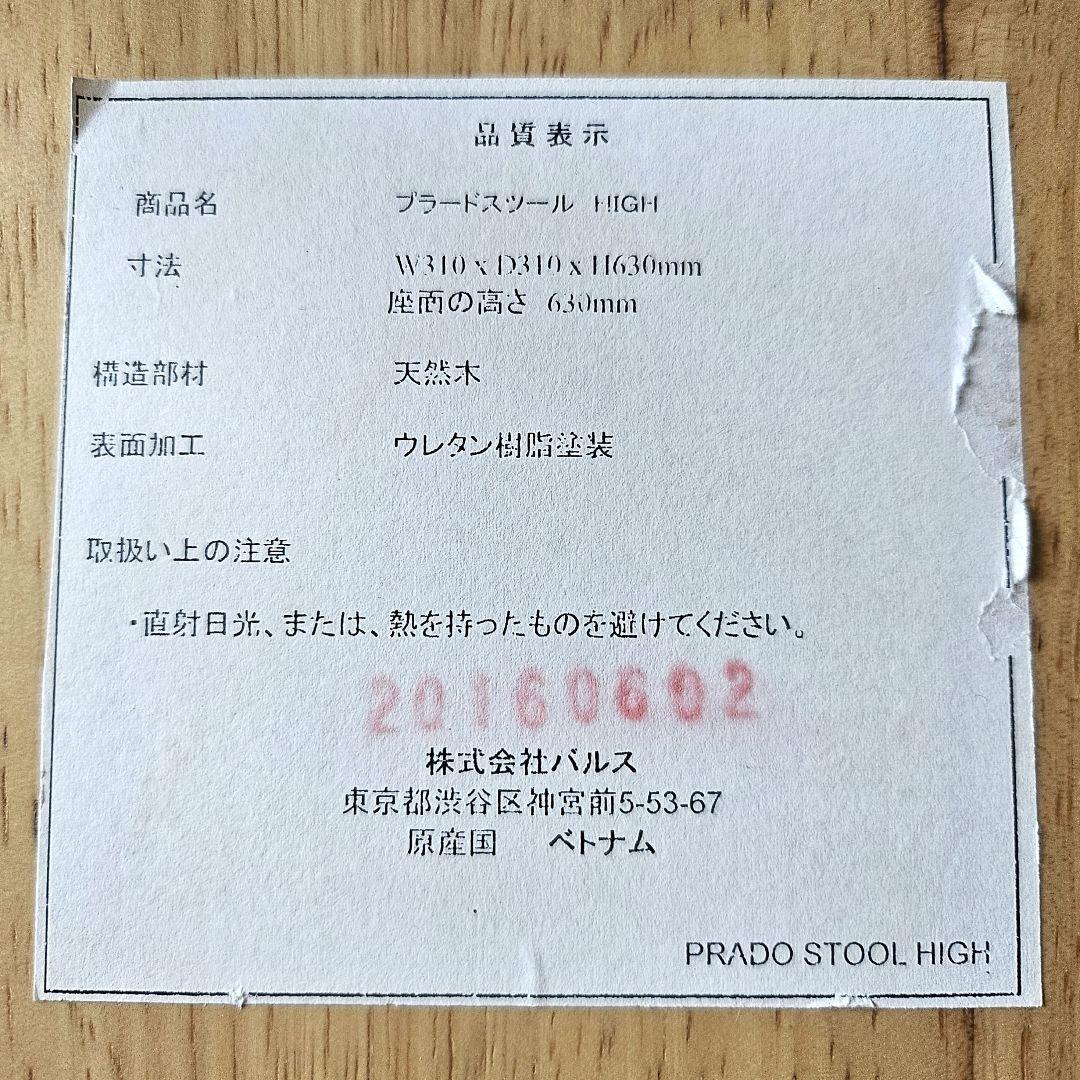 品質表示
商品名 プラードスツール HIGH
寸法 W310 x D310 x H630mm
座面の高さ 630mm
構造部材 天然木
表面加工 ウレタン樹脂塗装
取扱い上の注意
・直射日光、または、熱を持ったものを避けてください。
20160602
株式会社バルス
東京都渋谷区神宮前5-53-67
原産国 ベトナム
PRADO STOOL HIGH